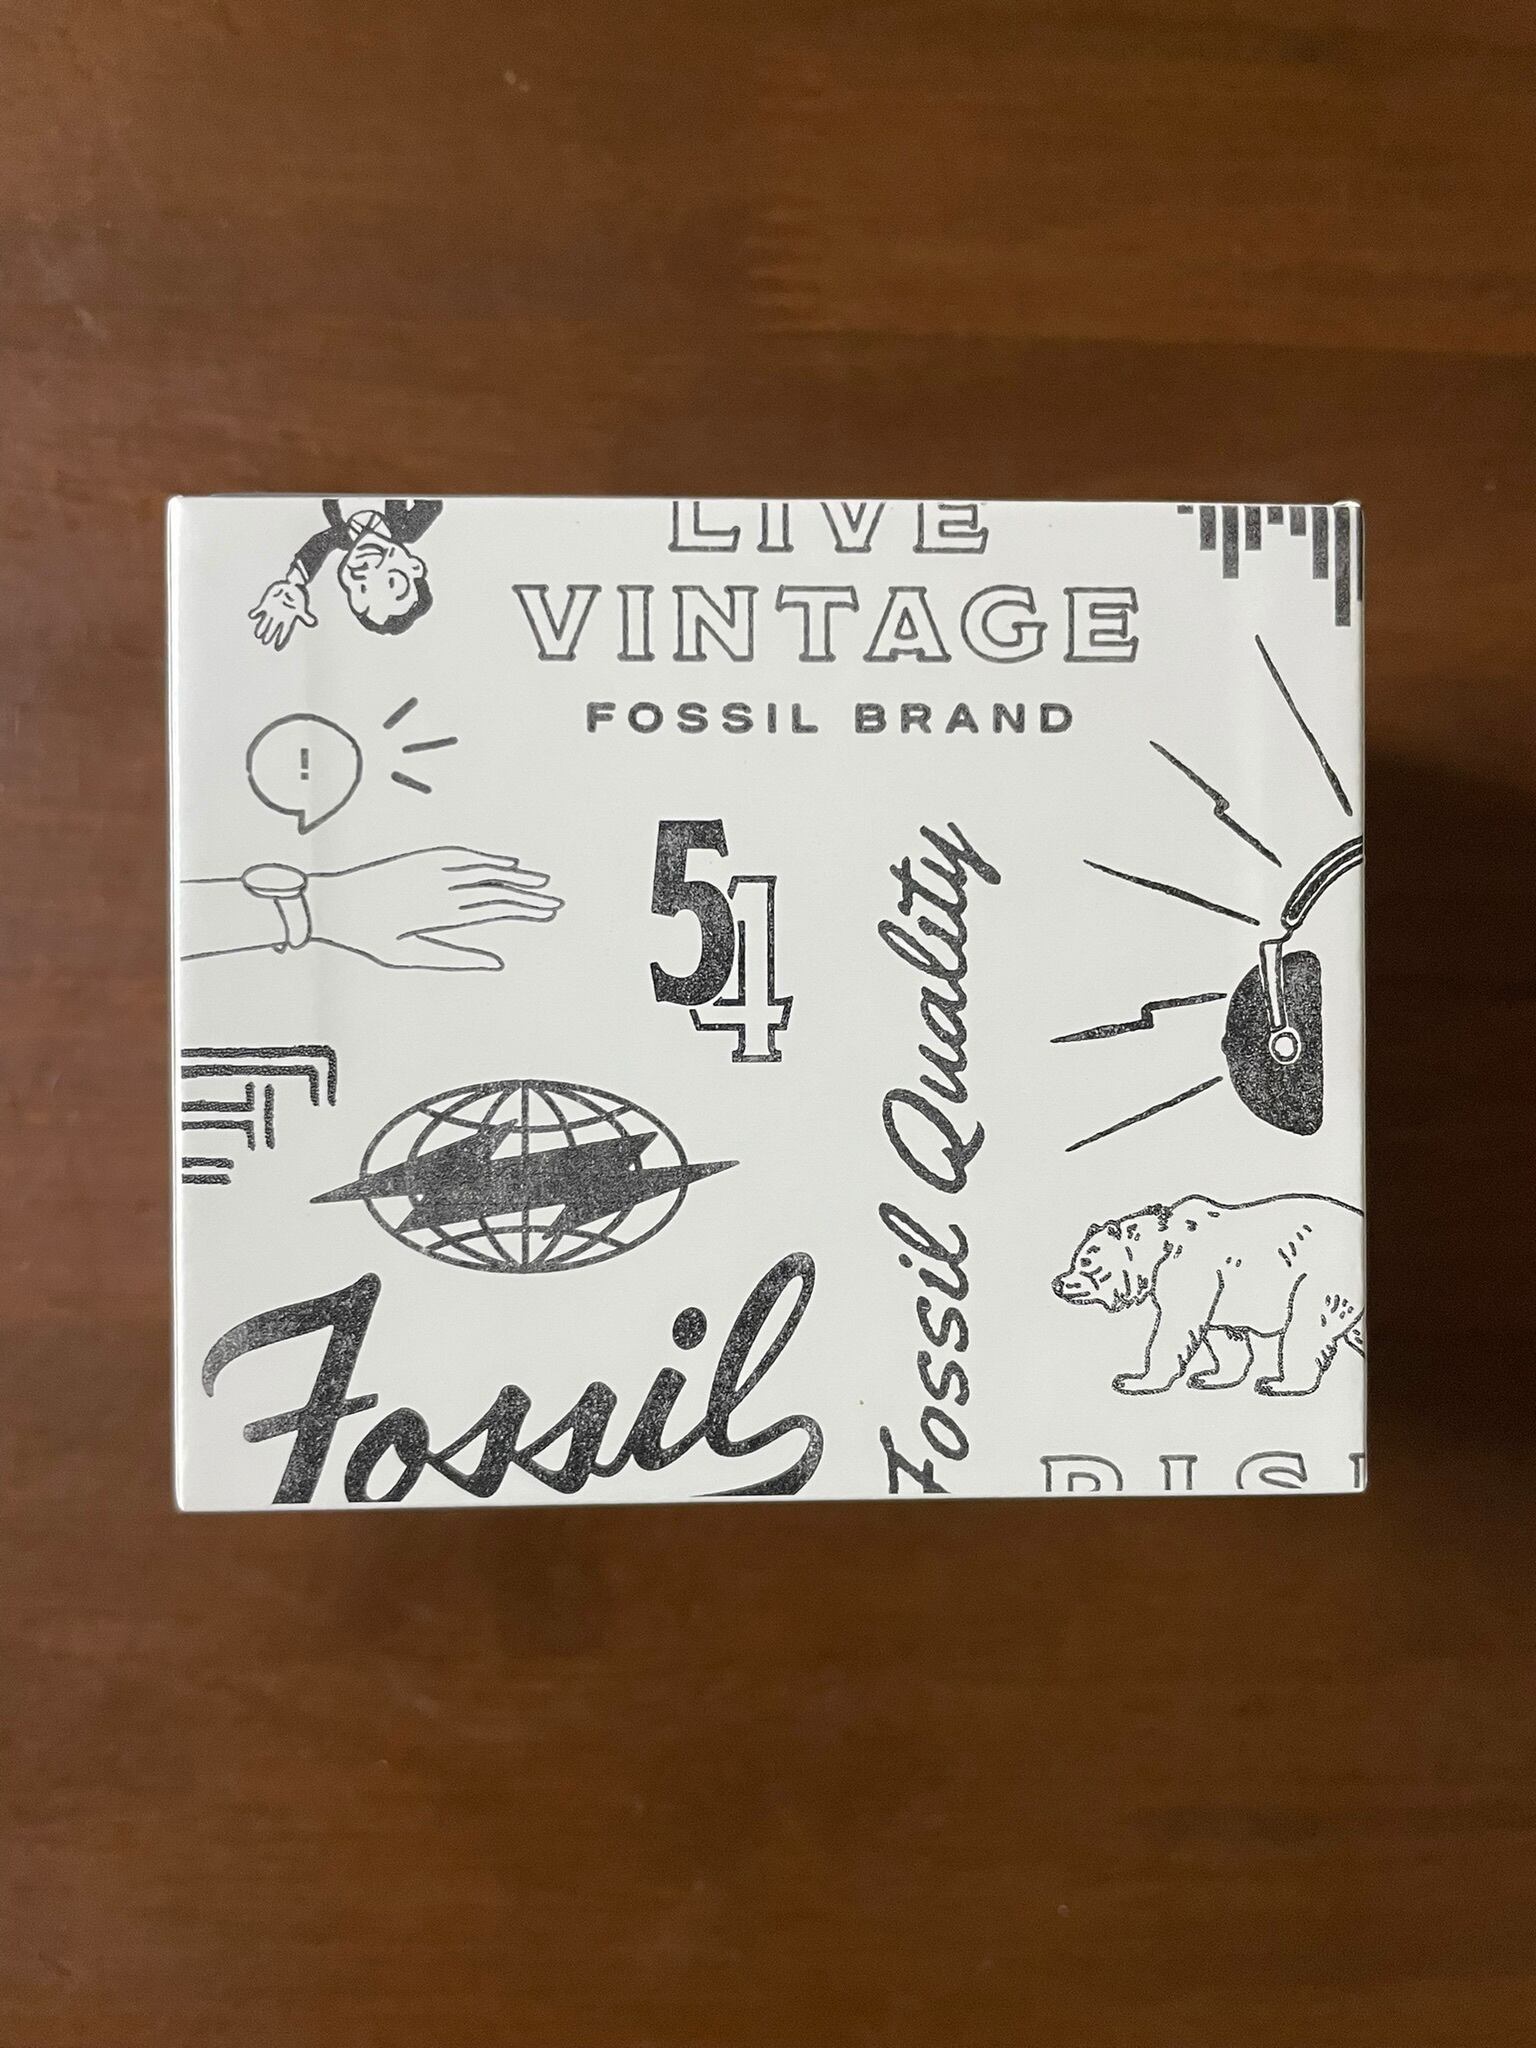 LIVE
VINTAGE
FOSSIL BRAND
!
54
Fossil Quality
Fossil